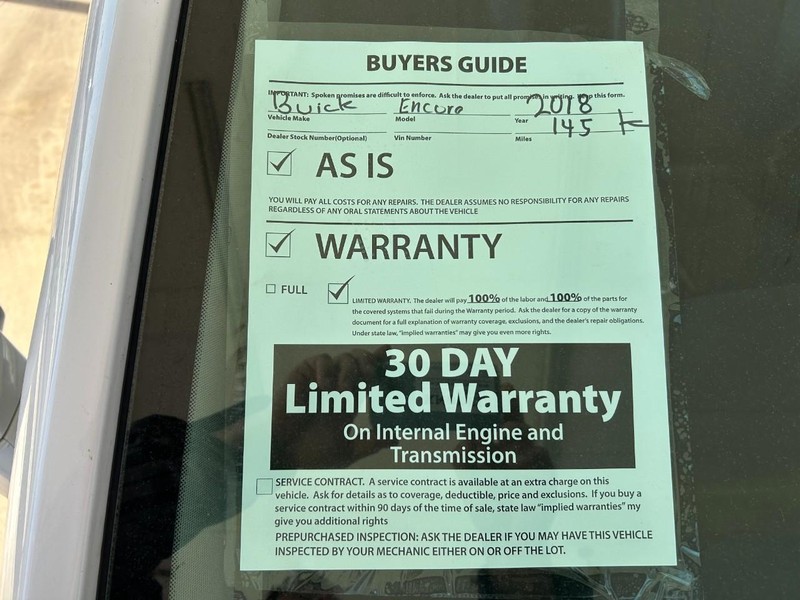 BUYERS GUIDE
IMPORTANT: Spoken promises are difficult to enforce. Ask the dealer to put all promises in writing. Keep this form.
Buick Encore 2018
Vehicle Make Model Year
145 k
Dealer Stock Number(Optional) Vin Number Miles
AS IS
YOU WILL PAY ALL COSTS FOR ANY REPAIRS. THE DEALER ASSUMES NO RESPONSIBILITY FOR ANY REPAIRS
REGARDLESS OF ANY ORAL STATEMENTS ABOUT THE VEHICLE
WARRANTY
FULL
LIMITED WARRANTY. The dealer will pay 100% of the labor and 100% of the parts for
the covered systems that fail during the Warranty period. Ask the dealer for a copy of the warranty
document for a full explanation of warranty coverage, exclusions, and the dealer's repair obligations.
Under state law, "implied warranties" may give you even more rights.
30 DAY
Limited Warranty
On Internal Engine and
Transmission
SERVICE CONTRACT. A service contract is available at an extra charge on this
vehicle. Ask for details as to coverage, deductible, price and exclusions. If you buy a
service contract within 90 days of the time of sale, state law "implied warranties" my
give you additional rights
PREPURCHASED INSPECTION: ASK THE DEALER IF YOU MAY HAVE THIS VEHICLE
INSPECTED BY YOUR MECHANIC EITHER ON OR OFF THE LOT.